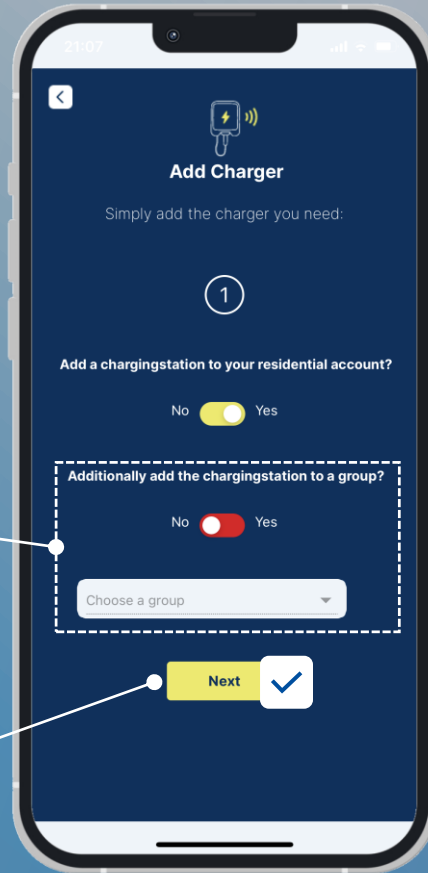 21:07
Add Charger
Simply add the charger you need:
1
Add a chargingstation to your residential account?
No Yes
Additionally add the chargingstation to a group?
No Yes
Choose a group
Next